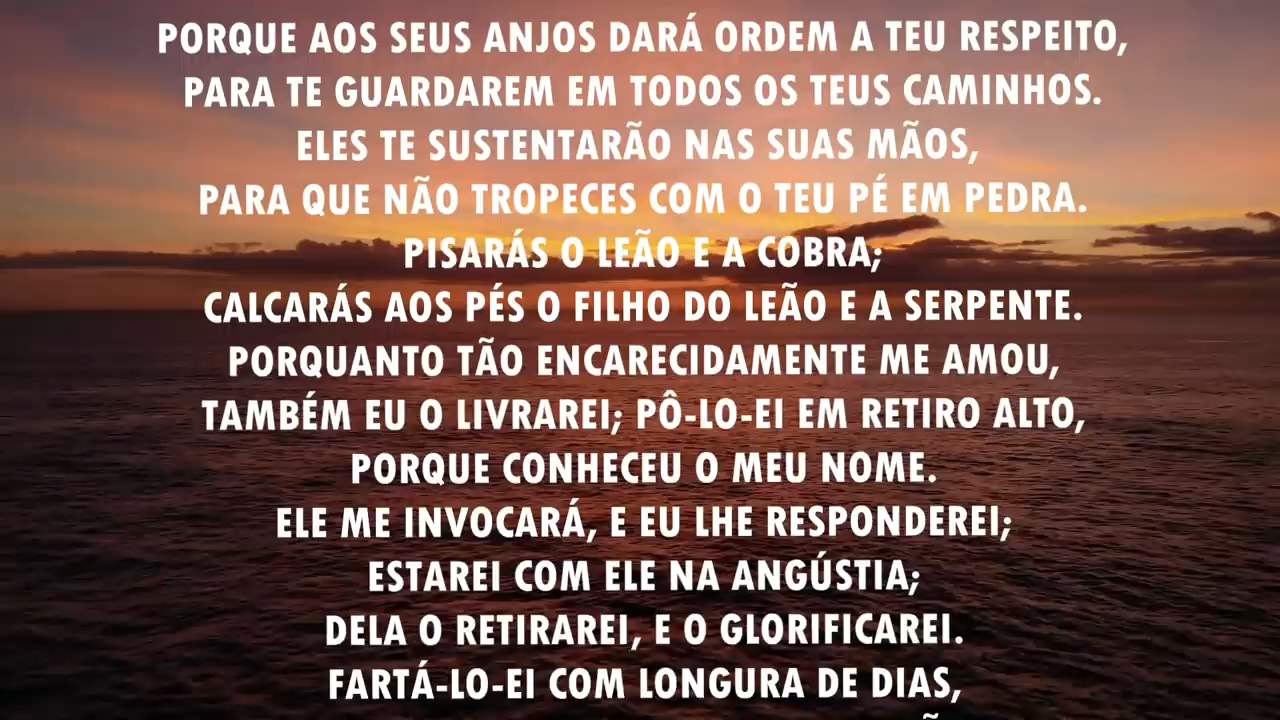 PORQUE AOS SEUS ANJOS DARÁ ORDEM A TEU RESPEITO,
PARA TE GUARDAREM EM TODOS OS TEUS CAMINHOS.
ELES TE SUSTENTARÃO NAS SUAS MÃOS,
PARA QUE NÃO TROPECES COM O TEU PÉ EM PEDRA.
PISARÁS O LEÃO E A COBRA;
CALCARÁS AOS PÉS O FILHO DO LEÃO E A SERPENTE.
PORQUANTO TÃO ENCARECIDAMENTE ME AMOU,
TAMBÉM EU O LIVRAREI; PÔ-LO-EI EM RETIRO ALTO,
PORQUE CONHECEU O MEU NOME.
ELE ME INVOCARÁ, E EU LHE RESPONDEREI;
ESTAREI COM ELE NA ANGÚSTIA;
DELA O RETIRAREI, E O GLORIFICAREI.
FARTÁ-LO-EI COM LONGURA DE DIAS,